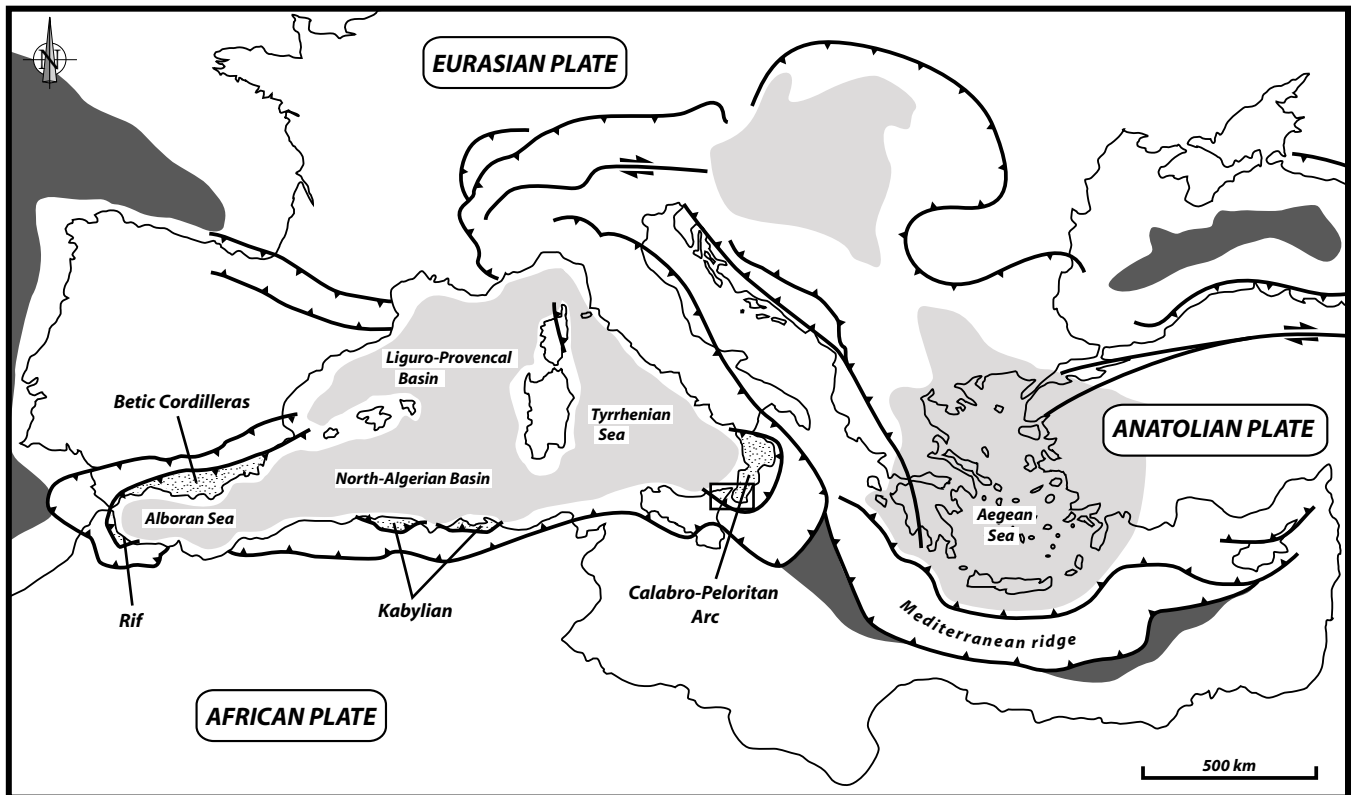 N
EURASIAN PLATE
Liguro-Provencal
Basin
Betic Cordilleras
Tyrrhenian
Sea
ANATOLIAN PLATE
North-Algerian Basin
Alboran Sea
Aegean
Sea
Rif
Kabylian
Calabro-Peloritan
Arc
Mediterranean ridge
AFRICAN PLATE
500 km